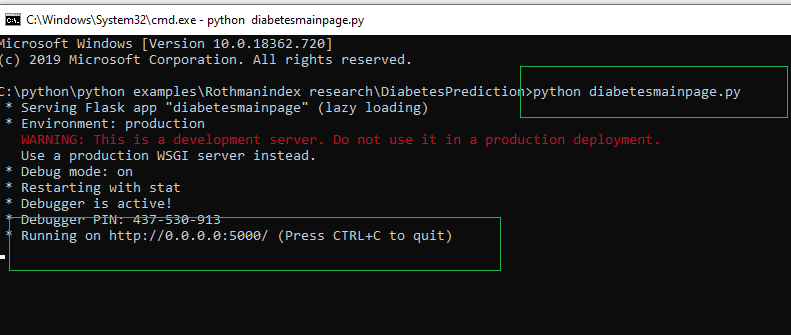 C:\Windows\System32\cmd.exe - python  diabetesmainpage.py
Microsoft Windows [Version 10.0.18362.720]
(c) 2019 Microsoft Corporation. All rights reserved.
C:\python\python examples\Rothmanindex research\DiabetesPrediction>python diabetesmainpage.py
* Serving Flask app "diabetesmainpage" (lazy loading)
* Environment: production
WARNING: This is a development server. Do not use it in a production deployment.
Use a production WSGI server instead.
* Debug mode: on
* Restarting with stat
* Debugger is active!
* Debugger PIN: 437-530-913
* Running on http://0.0.0.0:5000/ (Press CTRL+C to quit)